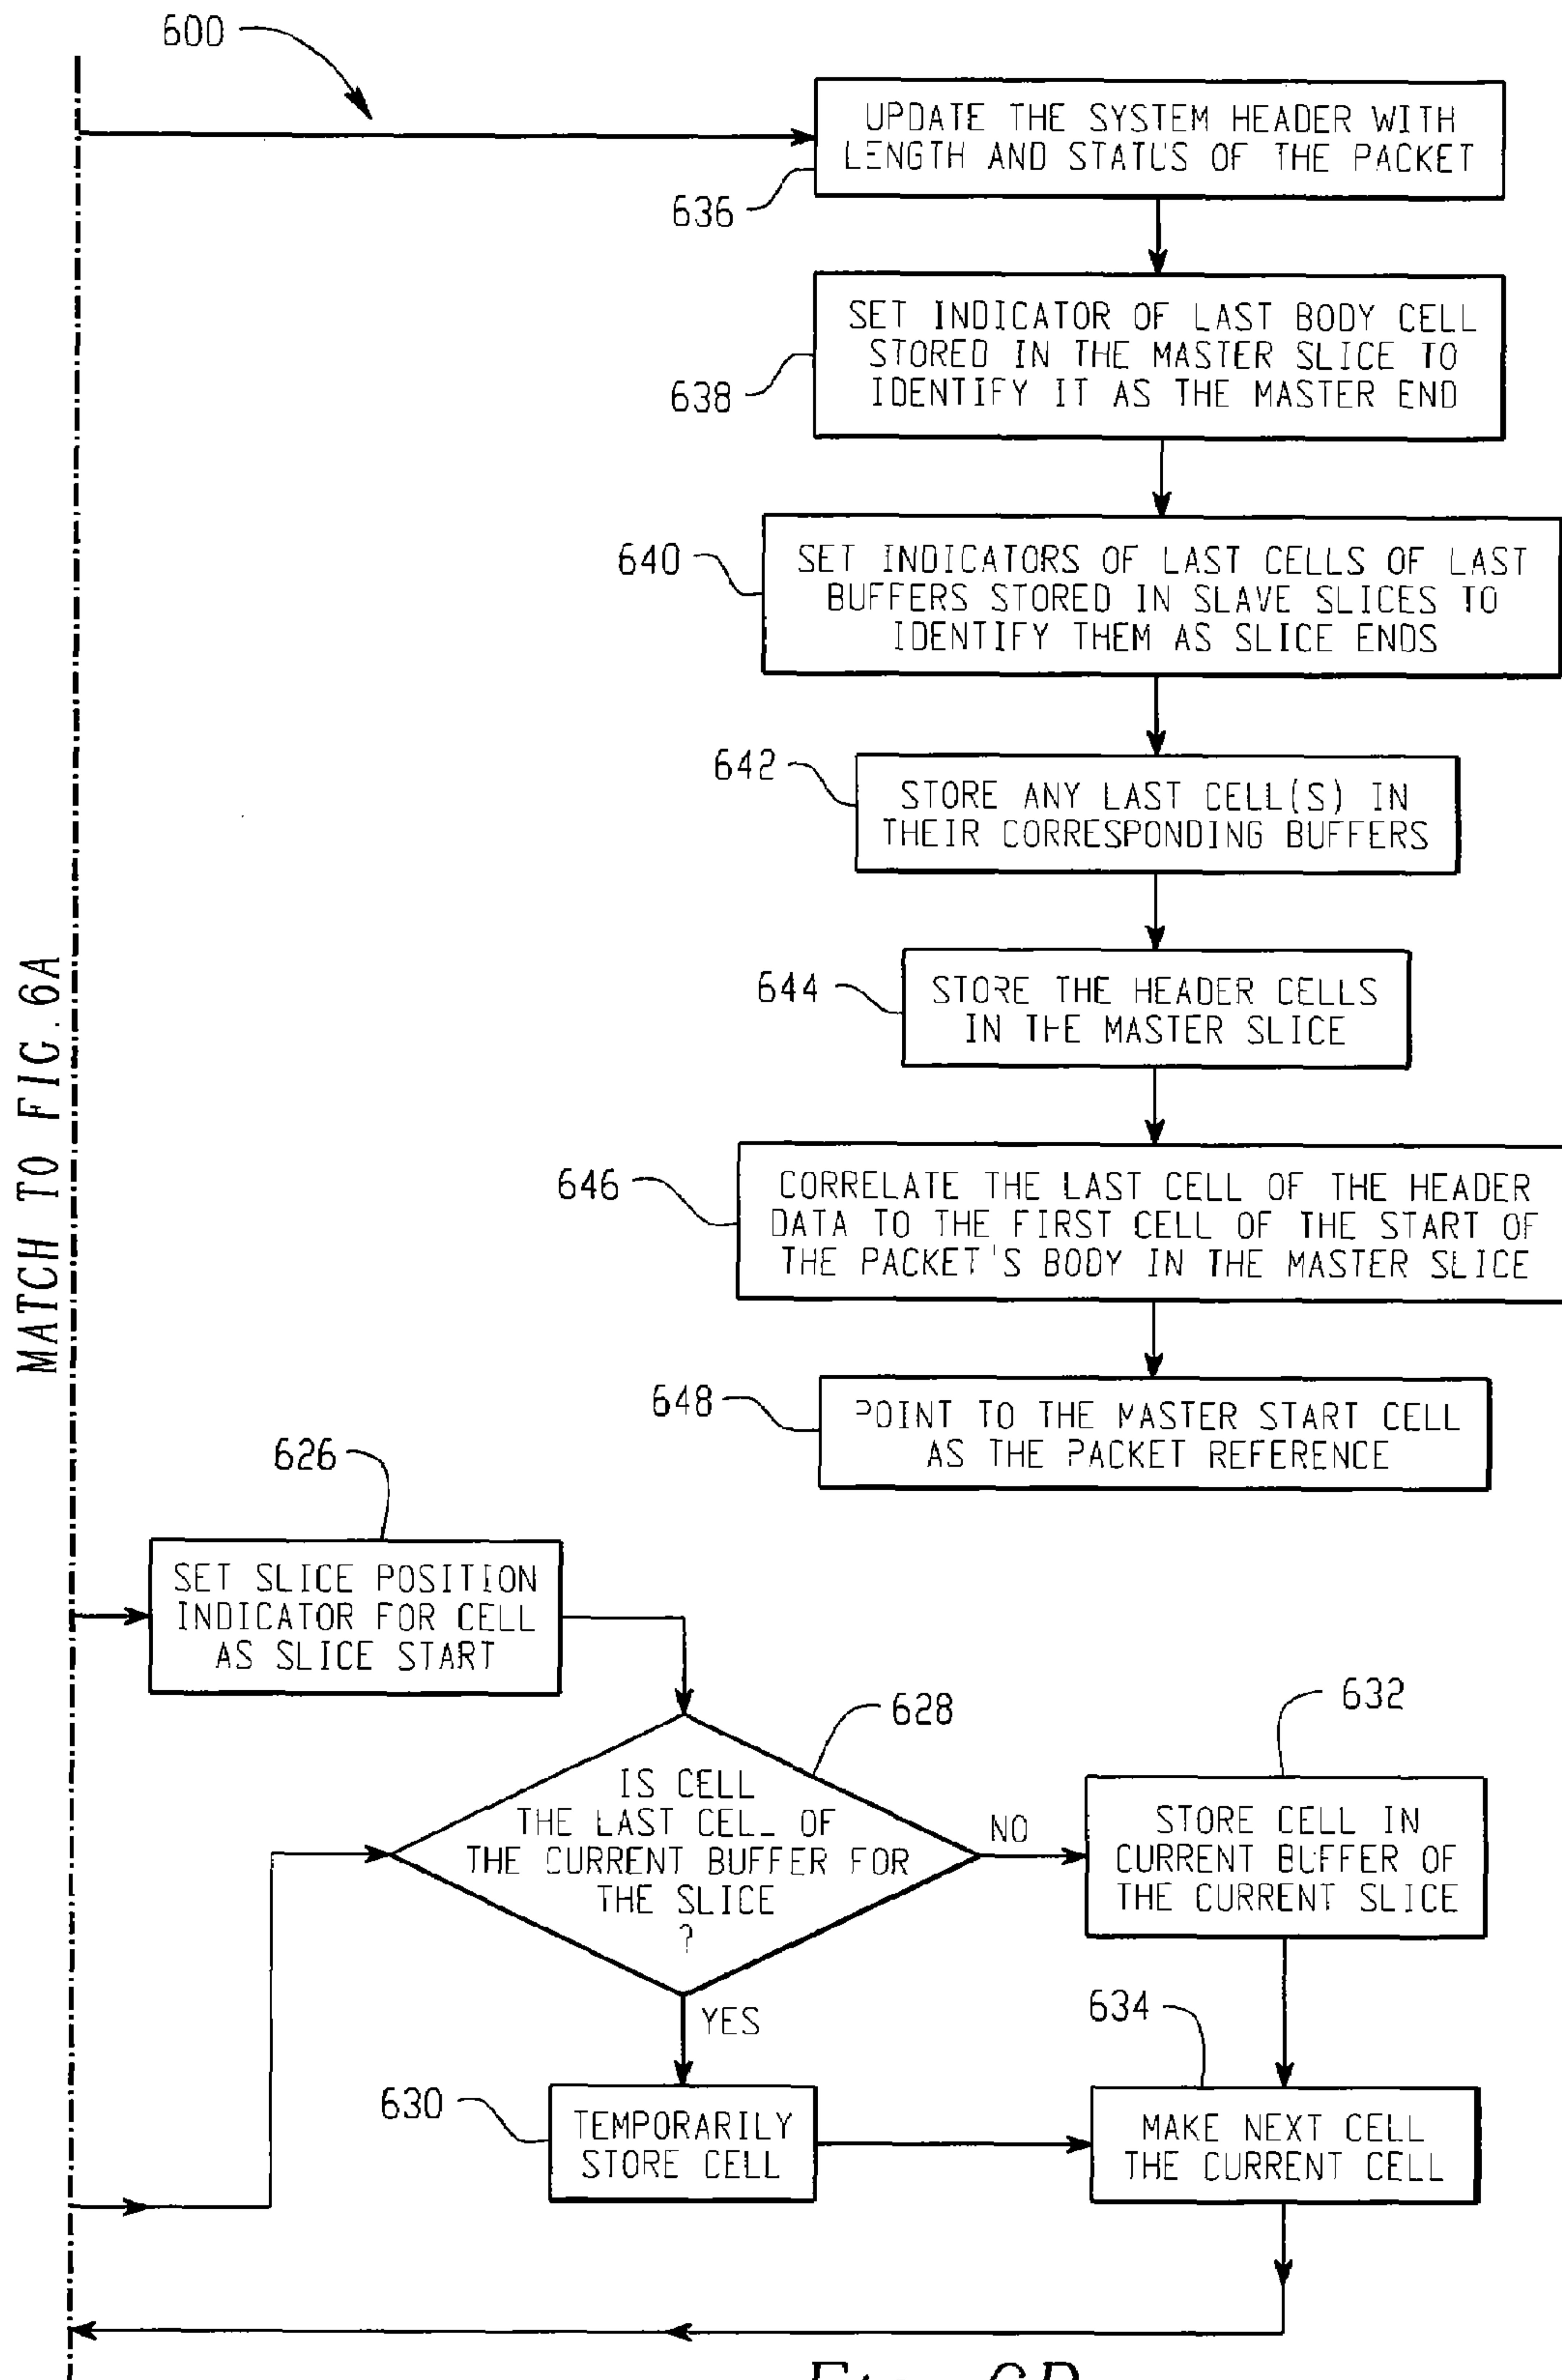 600
UPDATE THE SYSTEM HEADER WITH
LENGTH AND STATUS OF THE PACKET
636
SET INDICATOR OF LAST BODY CELL
STORED IN THE MASTER SLICE TO
IDENTIFY IT AS THE MASTER END
638
640
SET INDICATORS OF LAST CELLS OF LAST
BUFFERS STORED IN SLAVE SLICES TO
IDENTIFY THEM AS SLICE ENDS
642
STORE ANY LAST CELL(S) IN
THEIR CORRESPONDING BUFFERS
644
STORE THE HEADER CELLS
IN THE MASTER SLICE
MATCH TO FIG.6A
646
CORRELATE THE LAST CELL OF THE HEADER
DATA TO THE FIRST CELL OF THE START OF
THE PACKET'S BODY IN THE MASTER SLICE
648
POINT TO THE MASTER START CELL
AS THE PACKET REFERENCE
626
SET SLICE POSITION
INDICATOR FOR CELL
AS SLICE START
628
IS CELL
THE LAST CELL OF
THE CURRENT BUFFER FOR
THE SLICE
?
NO
632
STORE CELL IN
CURRENT BUFFER OF
THE CURRENT SLICE
YES
634
630
TEMPORARILY
STORE CELL
MAKE NEXT CELL
THE CURRENT CELL